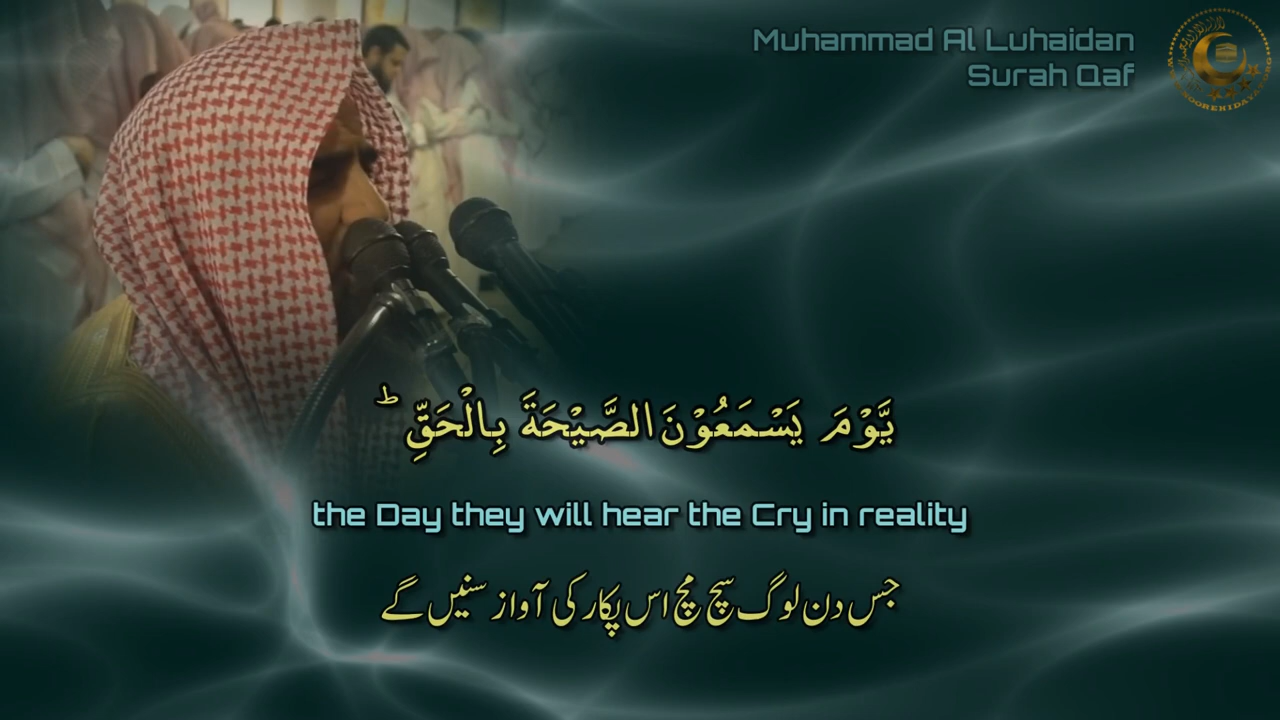 Muhammad Al Luhaidan
Surah Qaf
يَّوْمَ يَسْمَعُوْنَ الصَّيْحَةَ بِالْحَقِّ ؕ
the Day they will hear the Cry in reality
جس دن لوگ سچ مچ اس پکار کی آواز سنیں گے